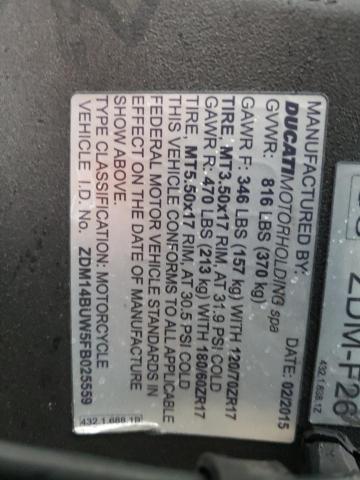 MANUFACTURED BY:
DUCATI MOTORHOLDING spa
DATE: 02/2015
GVWR: 816 LBS (370 kg)
GAWR F: 346 LBS (157 kg) WITH 120/70ZR17
TIRE, MT3.50x17 RIM, AT 31.9 PSI COLD
GAWR R: 470 LBS (213 kg) WITH 180/60ZR17
TIRE, MT5.50x17 RIM, AT 30.5 PSI COLD
THIS VEHICLE CONFORMS TO ALL APPLICABLE
FEDERAL MOTOR VEHICLE STANDARDS IN
EFFECT ON THE DATE OF MANUFACTURE
SHOW ABOVE.
TYPE CLASSIFICATION: MOTORCYCLE
VEHICLE I.D. No. ZDM14BUW5FB025559
432.1.688.1B
432.1.658.1Z
ZDM-F26